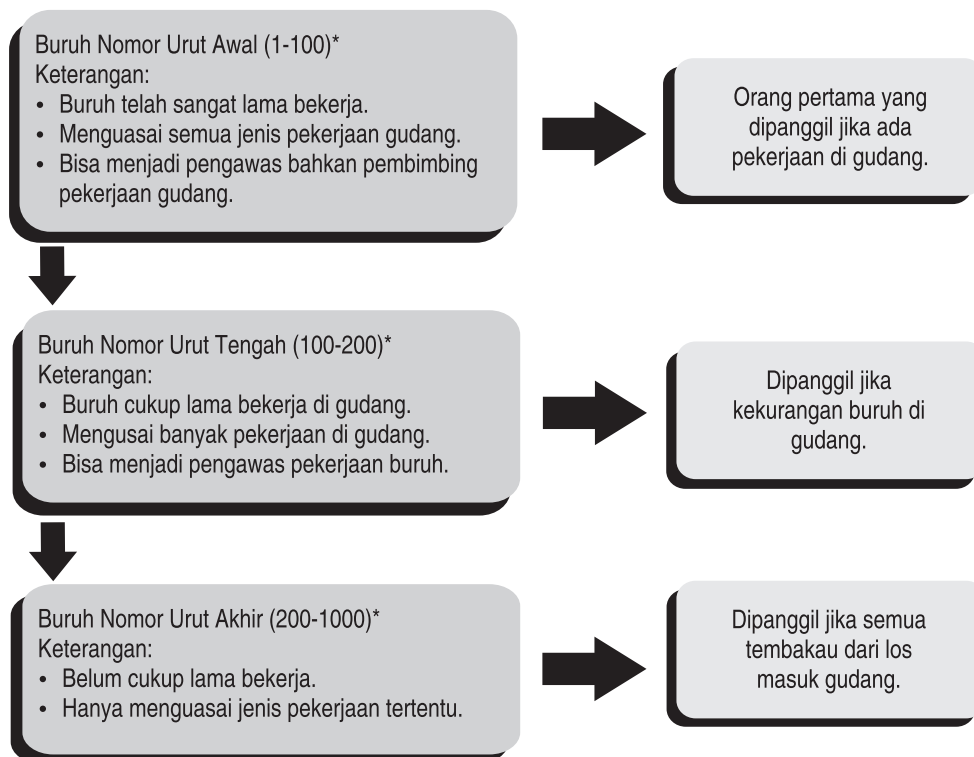 Buruh Nomor Urut Awal (1-100)*
Keterangan:
• Buruh telah sangat lama bekerja.
• Menguasai semua jenis pekerjaan gudang.
• Bisa menjadi pengawas bahkan pembimbing
pekerjaan gudang.
Orang pertama yang
dipanggil jika ada
pekerjaan di gudang.
Buruh Nomor Urut Tengah (100-200)*
Keterangan:
• Buruh cukup lama bekerja di gudang.
• Mengusai banyak pekerjaan di gudang.
• Bisa menjadi pengawas pekerjaan buruh.
Dipanggil jika
kekurangan buruh di
gudang.
Buruh Nomor Urut Akhir (200-1000)*
Keterangan:
• Belum cukup lama bekerja.
• Hanya menguasai jenis pekerjaan tertentu.
Dipanggil jika semua
tembakau dari los
masuk gudang.